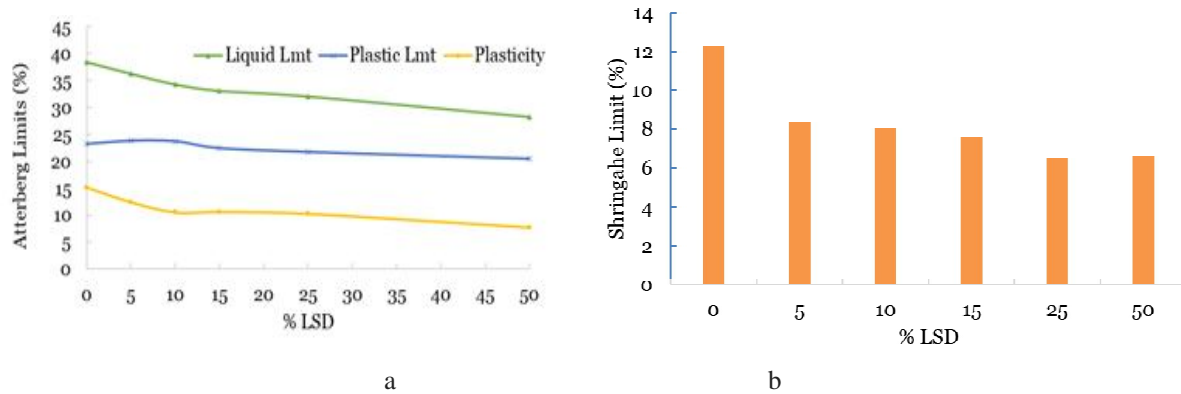 Atterberg Limits (%)
45
40
35
30
25
20
15
10
5
0
Liquid Lmt Plastic Lmt Plasticity
0 5 10 15 20 25 30 35 40 45 50
% LSD
a
Shringahe Limit (%)
14
12
10
8
6
4
2
0
0 5 10 15 25 50
% LSD
b